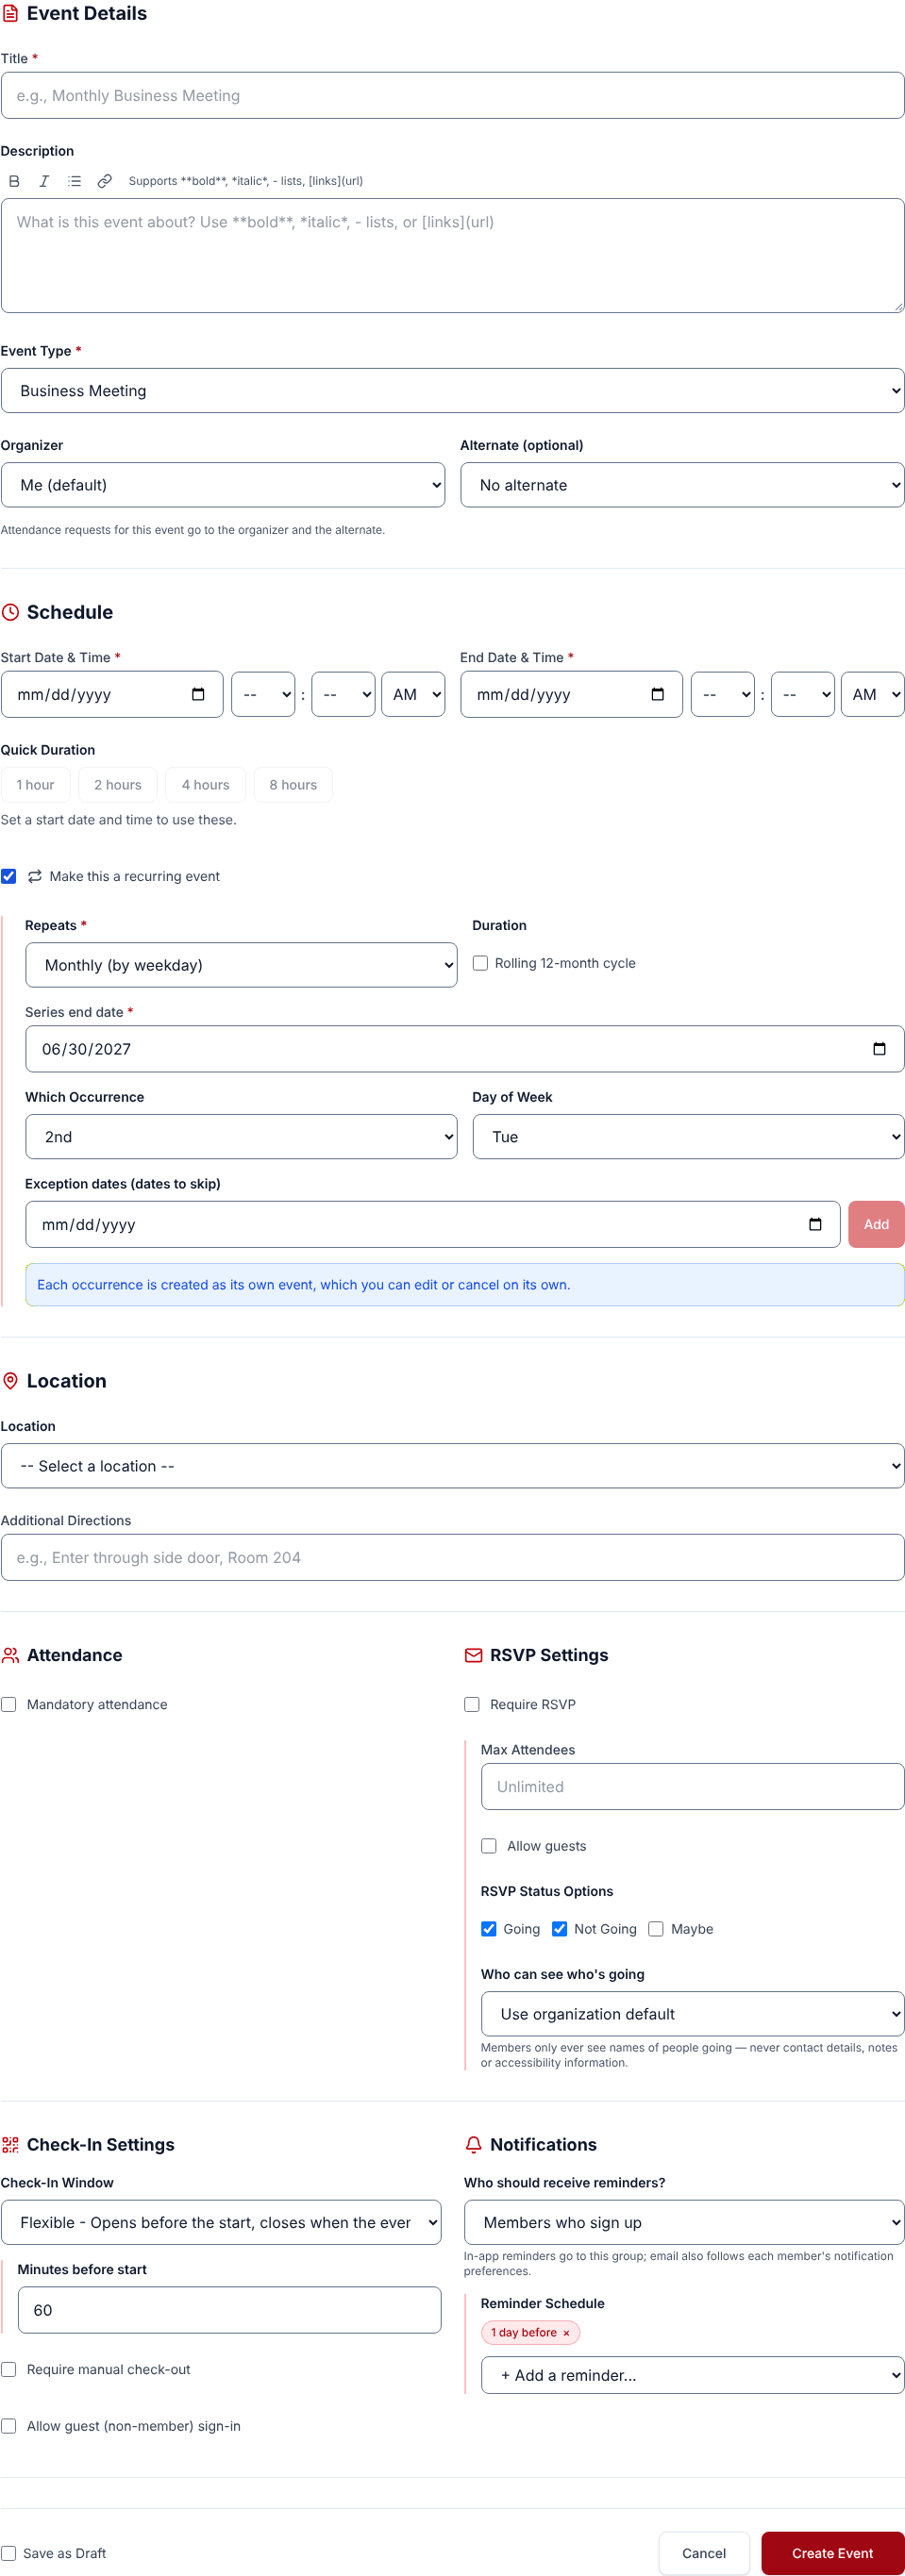 Event Details
Title *
e.g., Monthly Business Meeting
Description
B I Supports **bold**, *italic*, - lists, [links](url)
What is this event about? Use **bold**, *italic*, - lists, or [links](url)
Event Type *
Business Meeting
Organizer
Alternate (optional)
Me (default)
No alternate
Attendance requests for this event go to the organizer and the alternate.
Schedule
Start Date & Time *
End Date & Time *
mm/dd/yyyy -- : -- AM
mm/dd/yyyy -- : -- AM
Quick Duration
1 hour 2 hours 4 hours 8 hours
Set a start date and time to use these.
Make this a recurring event
Repeats *
Duration
Monthly (by weekday)
Rolling 12-month cycle
Series end date *
06/30/2027
Which Occurrence
Day of Week
2nd
Tue
Exception dates (dates to skip)
mm/dd/yyyy
Add
Each occurrence is created as its own event, which you can edit or cancel on its own.
Location
Location
-- Select a location --
Additional Directions
e.g., Enter through side door, Room 204
Attendance
Mandatory attendance
RSVP Settings
Require RSVP
Max Attendees
Unlimited
Allow guests
RSVP Status Options
Going Not Going Maybe
Who can see who's going
Use organization default
Members only ever see names of people going — never contact details, notes
or accessibility information.
Check-In Settings
Check-In Window
Flexible - Opens before the start, closes when the ever
Minutes before start
60
Require manual check-out
Allow guest (non-member) sign-in
Notifications
Who should receive reminders?
Members who sign up
In-app reminders go to this group; email also follows each member's notification
preferences.
Reminder Schedule
1 day before ×
+ Add a reminder...
Save as Draft
Cancel
Create Event